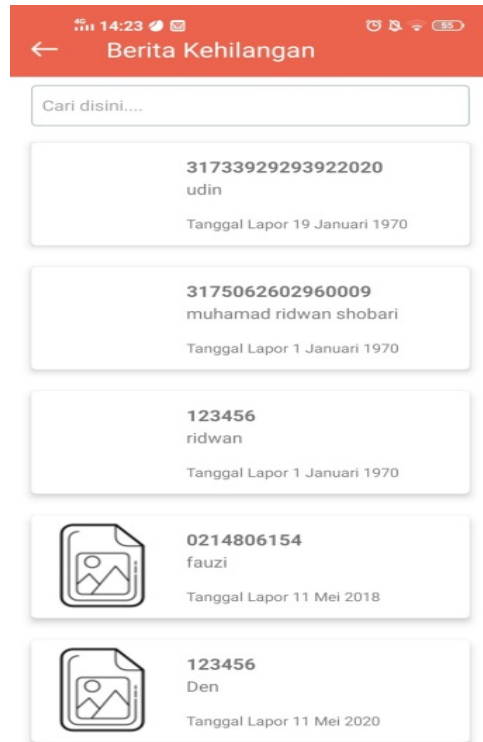 4G 14:23 55
Berita Kehilangan
Cari disini....
31733929293922020
udin
Tanggal Lapor 19 Januari 1970
3175062602960009
muhamad ridwan shobari
Tanggal Lapor 1 Januari 1970
123456
ridwan
Tanggal Lapor 1 Januari 1970
0214806154
fauzi
Tanggal Lapor 11 Mei 2018
123456
Den
Tanggal Lapor 11 Mei 2020